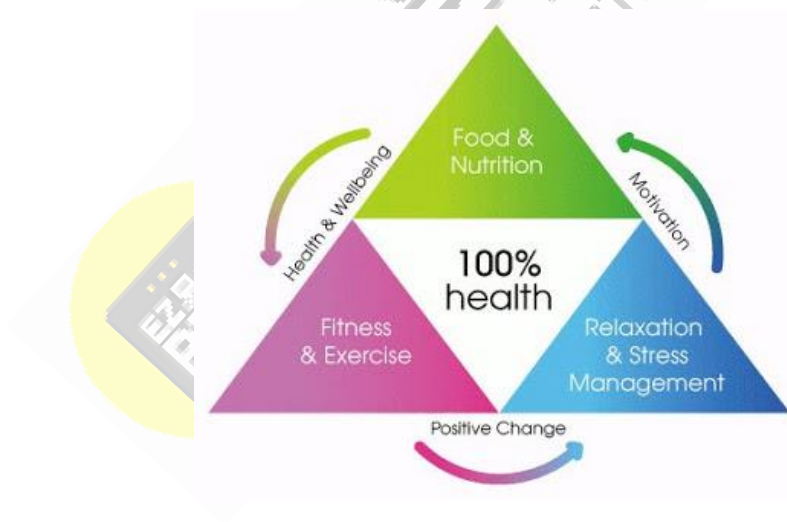 Food &
Nutrition
Health & Wellbeing
Motivation
100%
health
Fitness
& Exercise
Relaxation
& Stress
Management
Positive Change